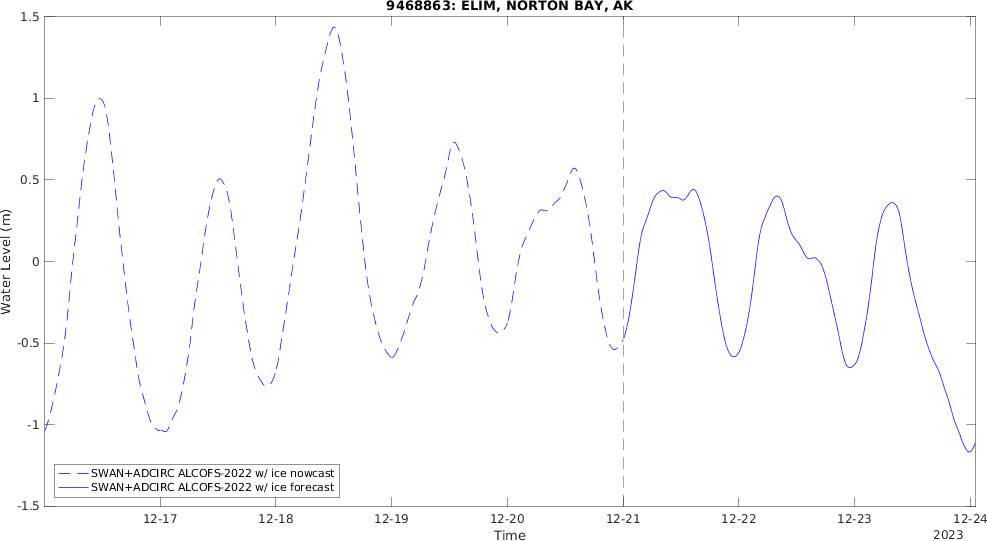 9468863: ELIM, NORTON BAY, AK
1.5
1
0.5
0
-0.5
-1
-1.5
Water Level (m)
SWAN+ADCIRC ALCOFS-2022 w/ ice nowcast
SWAN+ADCIRC ALCOFS-2022 w/ ice forecast
12-17 12-18 12-19 12-20 12-21 12-22 12-23 12-24
Time
2023